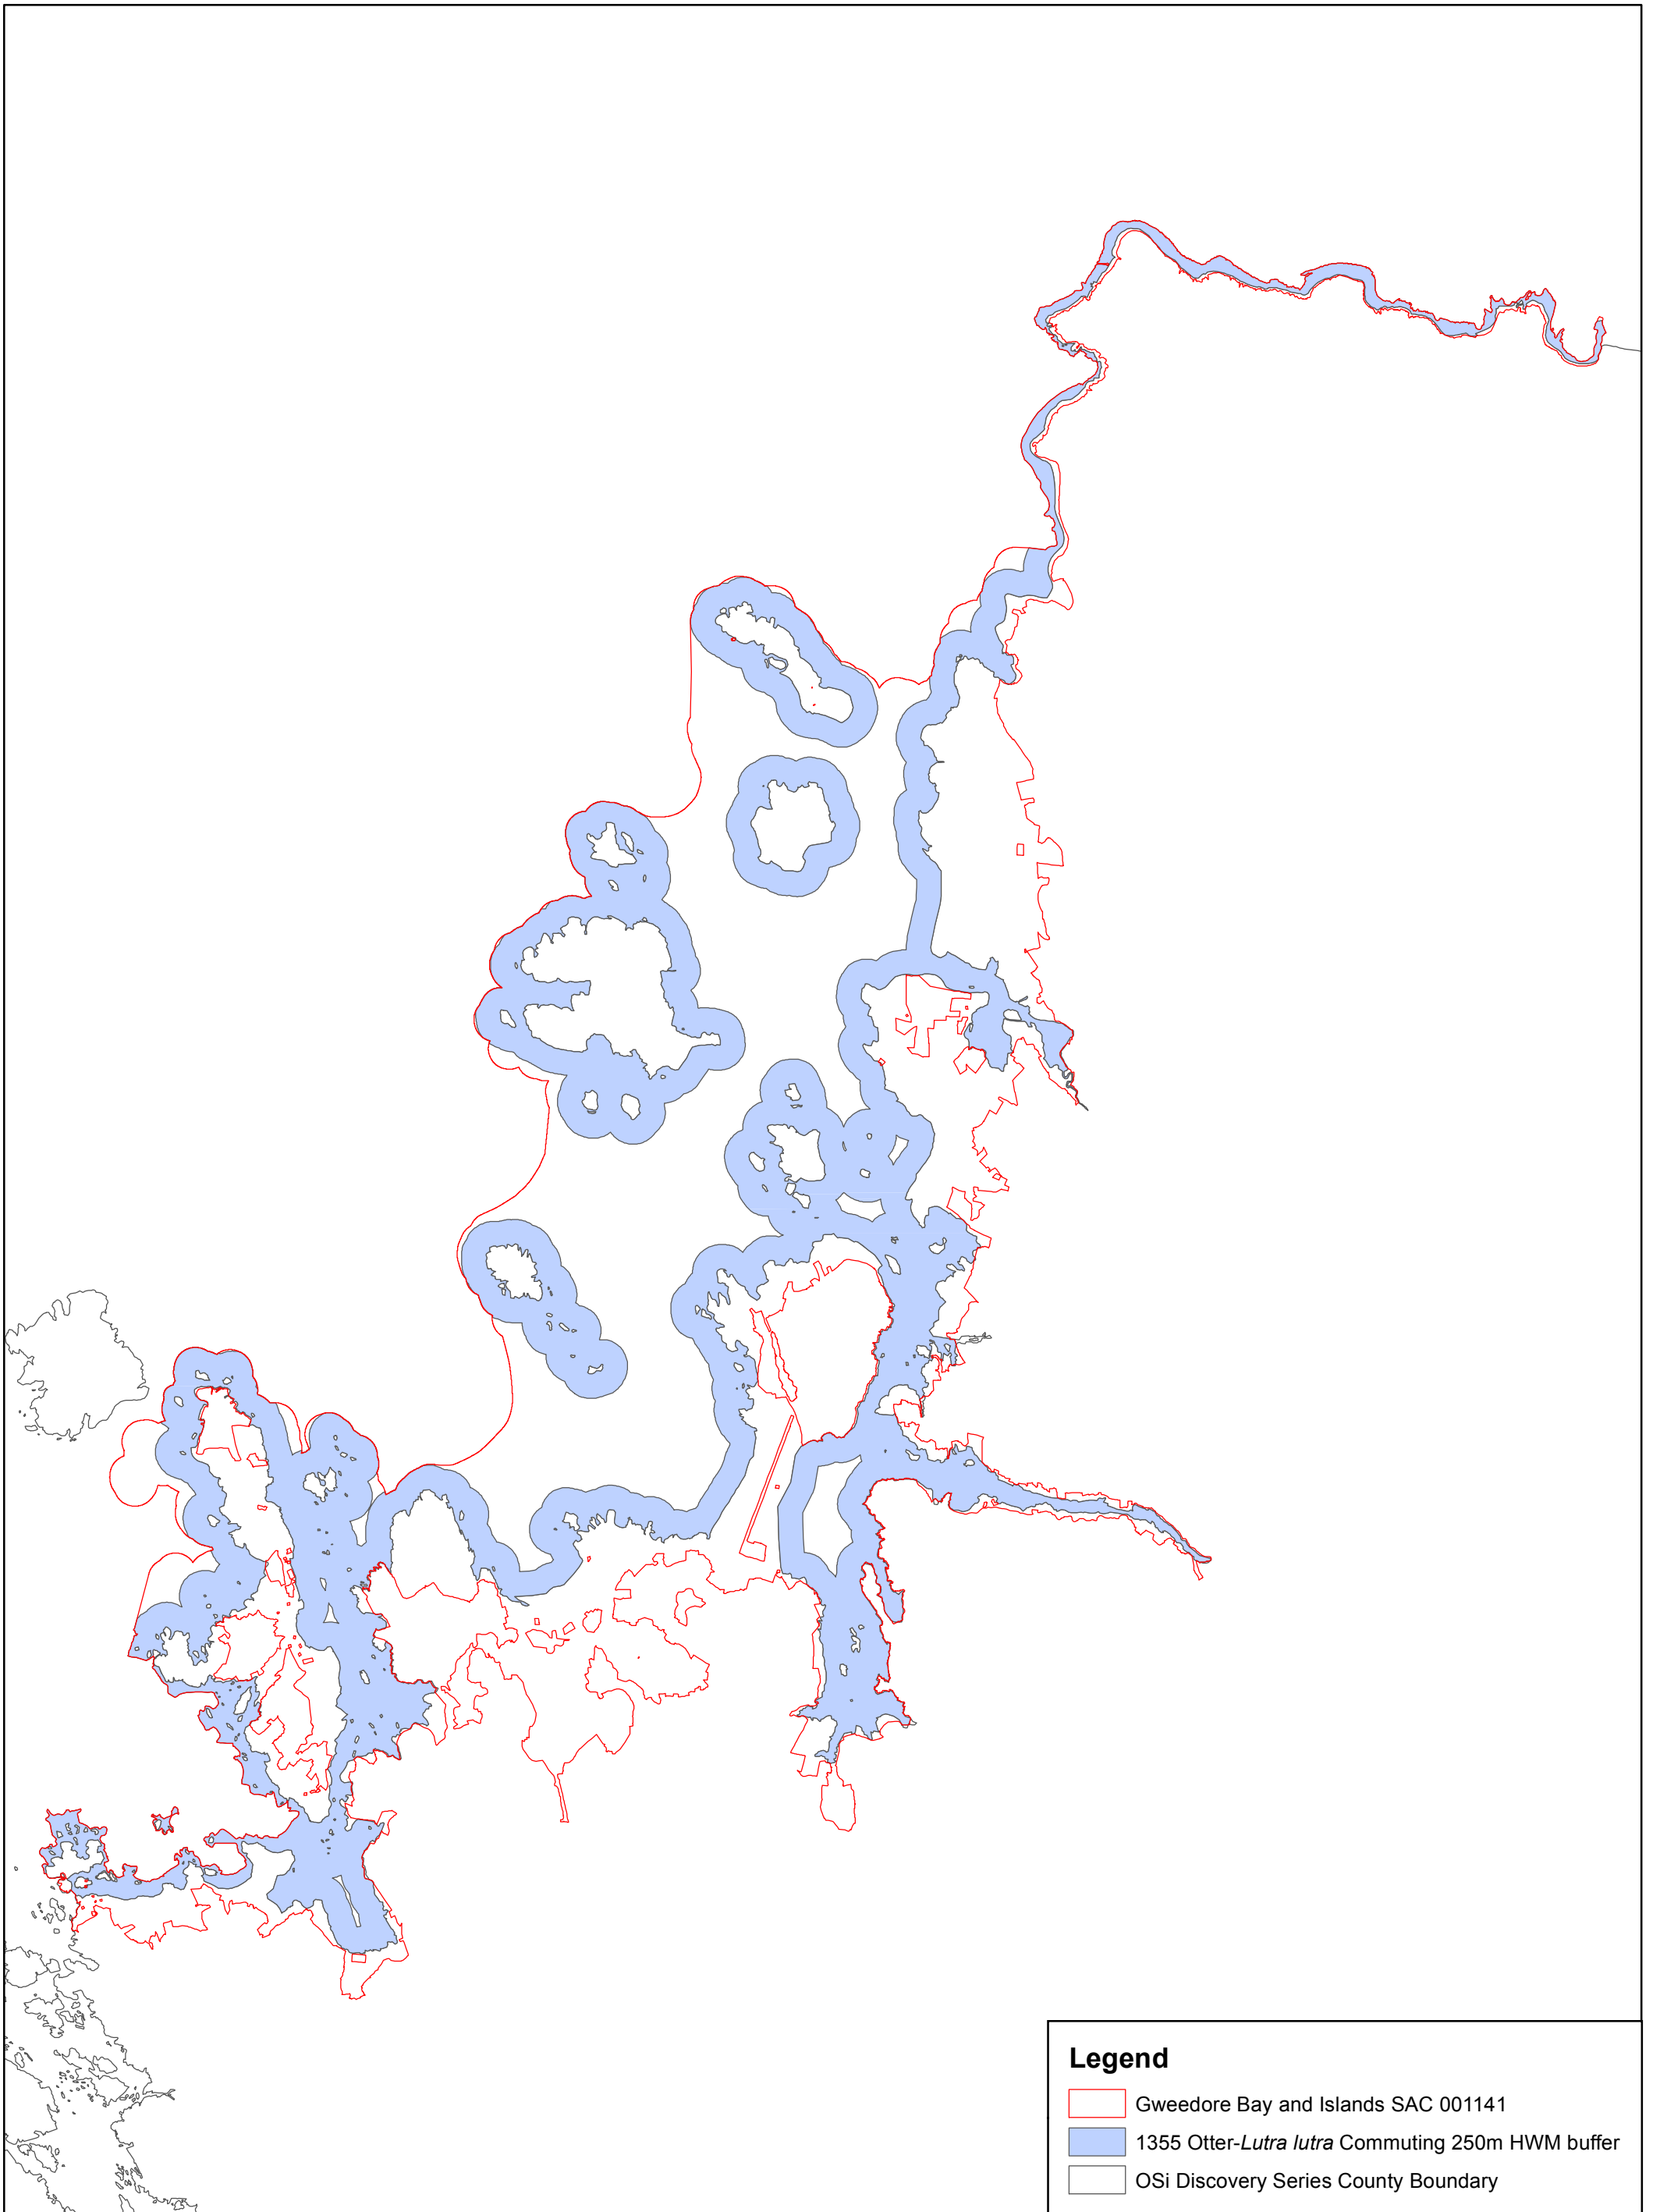 Legend
Gweedore Bay and Islands SAC 001141
1355 Otter-Lutra lutra Commuting 250m HWM buffer
OSi Discovery Series County Boundary